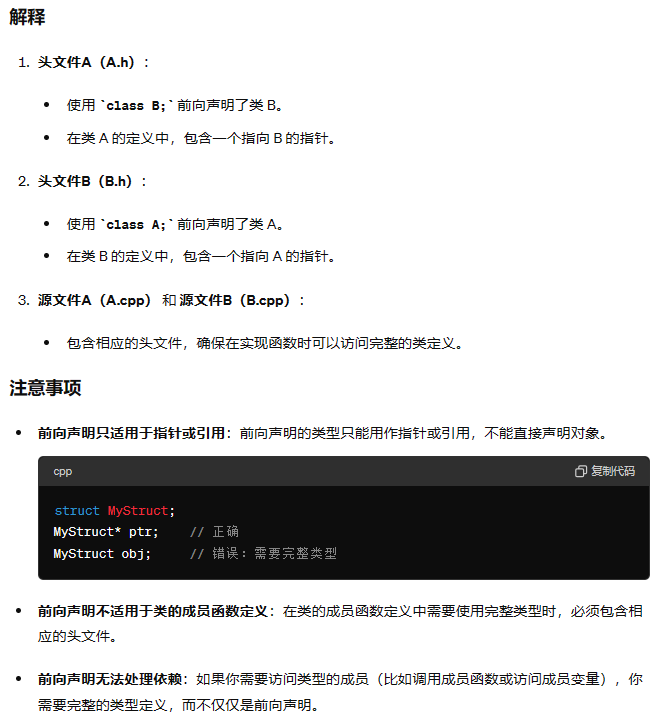 解释
1. 头文件A（A.h）：
• 使用 `class B;` 前向声明了类 B。
• 在类 A 的定义中，包含一个指向 B 的指针。
2. 头文件B（B.h）：
• 使用 `class A;` 前向声明了类 A。
• 在类 B 的定义中，包含一个指向 A 的指针。
3. 源文件A（A.cpp） 和 源文件B（B.cpp）：
• 包含相应的头文件，确保在实现函数时可以访问完整的类定义。
注意事项
• 前向声明只适用于指针或引用：前向声明的类型只能用作指针或引用，不能直接声明对象。
cpp 复制代码
struct MyStruct;
MyStruct* ptr;    // 正确
MyStruct obj;     // 错误：需要完整类型
• 前向声明不适用于类的成员函数定义：在类的成员函数定义中需要使用完整类型时，必须包含相
应的头文件。
• 前向声明无法处理依赖：如果你需要访问类型的成员（比如调用成员函数或访问成员变量），你
需要完整的类型定义，而不仅仅是前向声明。